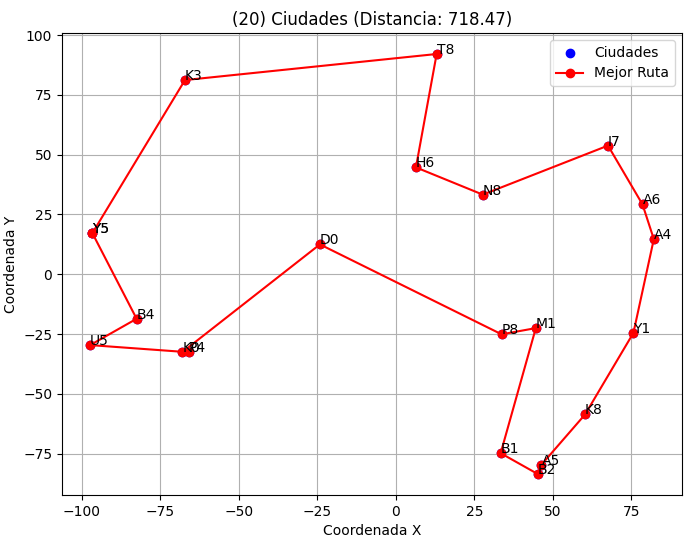 (20) Ciudades (Distancia: 718.47)
Ciudades
Mejor Ruta
T8
K3
J7
H6
N8
A6
Y5
A4
D0
B4
M1
P8
Y1
U5
P4
K8
B1
A5
B2
100
75
50
25
0
−25
−50
−75
Coordenada Y
−100
−75
−50
−25
0
25
50
75
Coordenada X